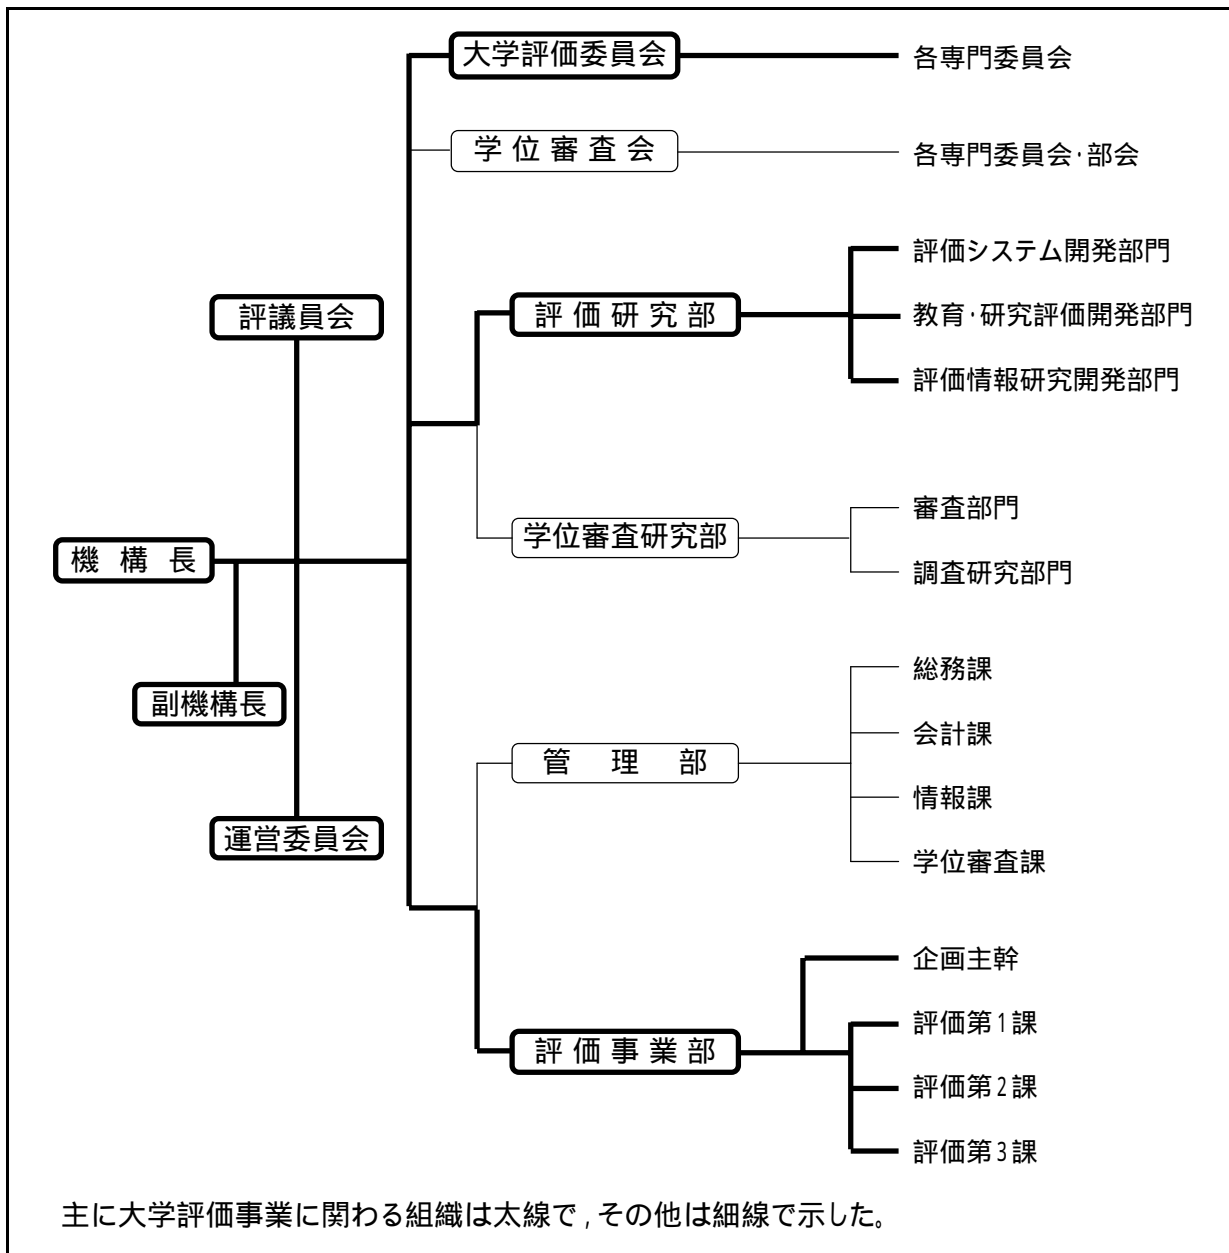 大学評価委員会
各専門委員会
学位審査会
各専門委員会・部会
評価システム開発部門
評議員会
評価研究部
教育・研究評価開発部門
評価情報研究開発部門
審査部門
学位審査研究部
機構長
調査研究部門
総務課
副機構長
会計課
管理部
情報課
運営委員会
学位審査課
企画主幹
評価第1課
評価事業部
評価第2課
評価第3課
主に大学評価事業に関わる組織は太線で,その他は細線で示した。